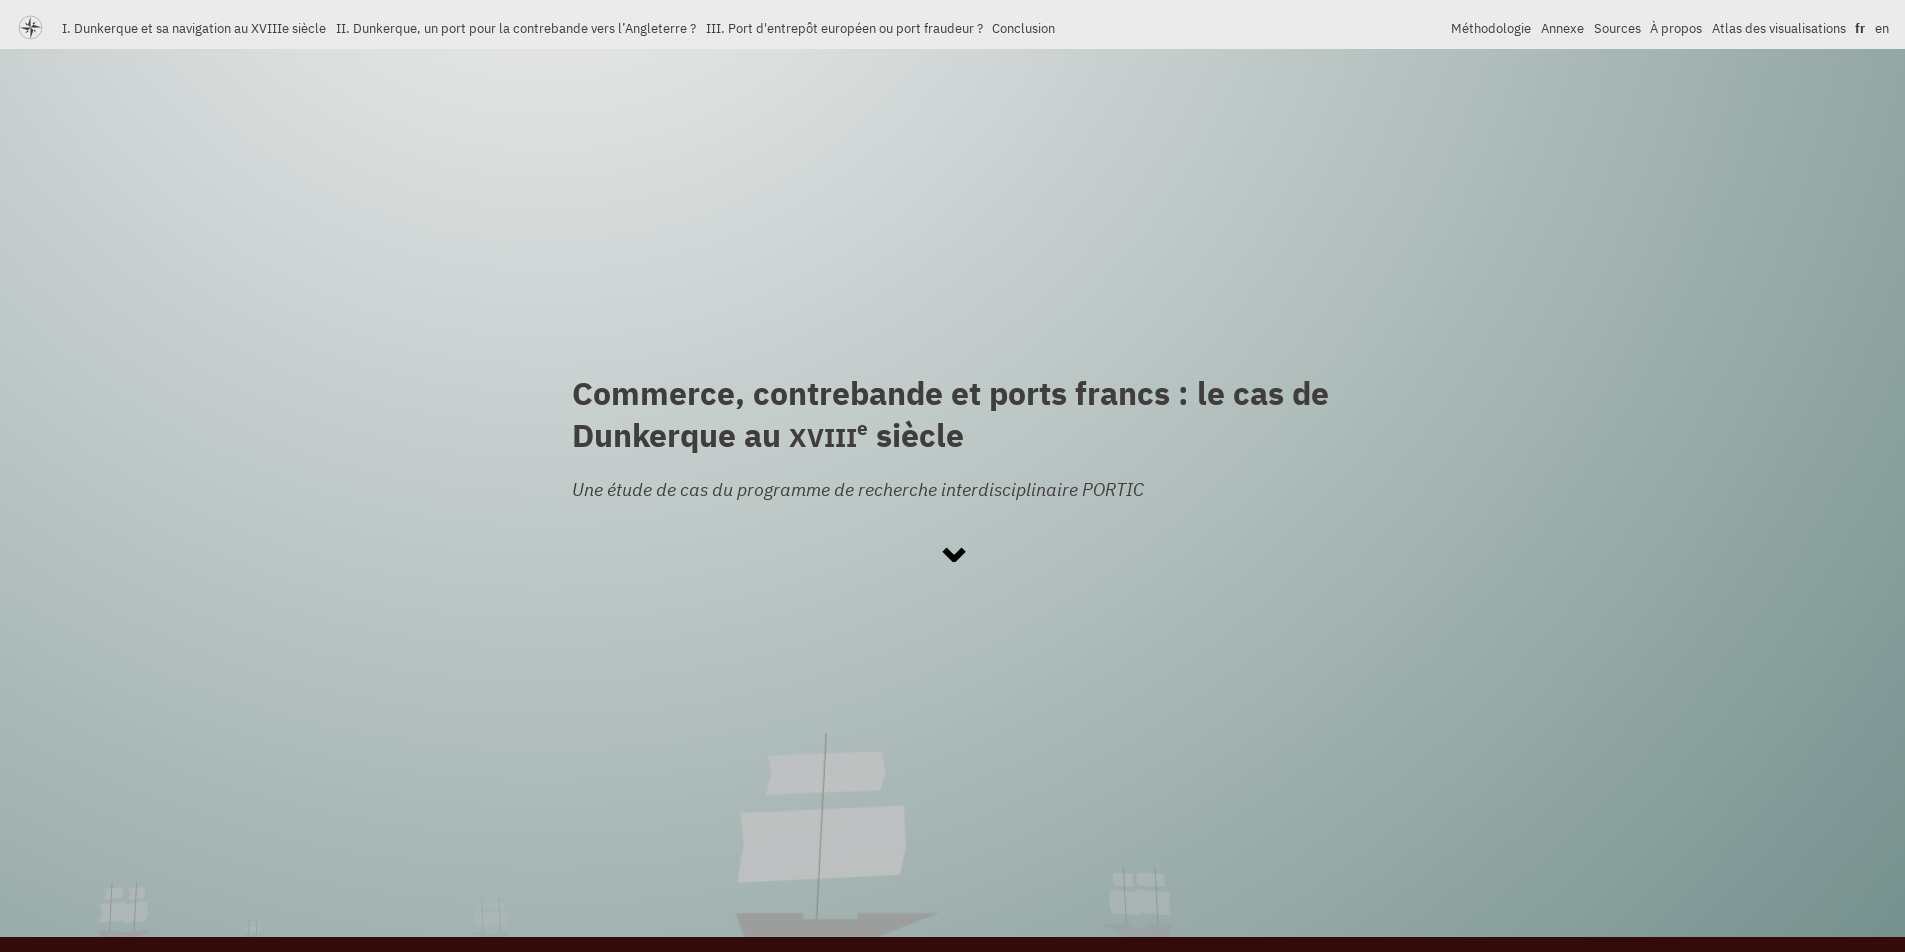 I. Dunkerque et sa navigation au XVIIIe siècle II. Dunkerque, un port pour la contrebande vers l’Angleterre ? III. Port d'entrepôt européen ou port fraudeur ? Conclusion Méthodologie Annexe Sources À propos Atlas des visualisations fr en
Commerce, contrebande et ports francs : le cas de
Dunkerque au XVIIIe siècle
Une étude de cas du programme de recherche interdisciplinaire PORTIC